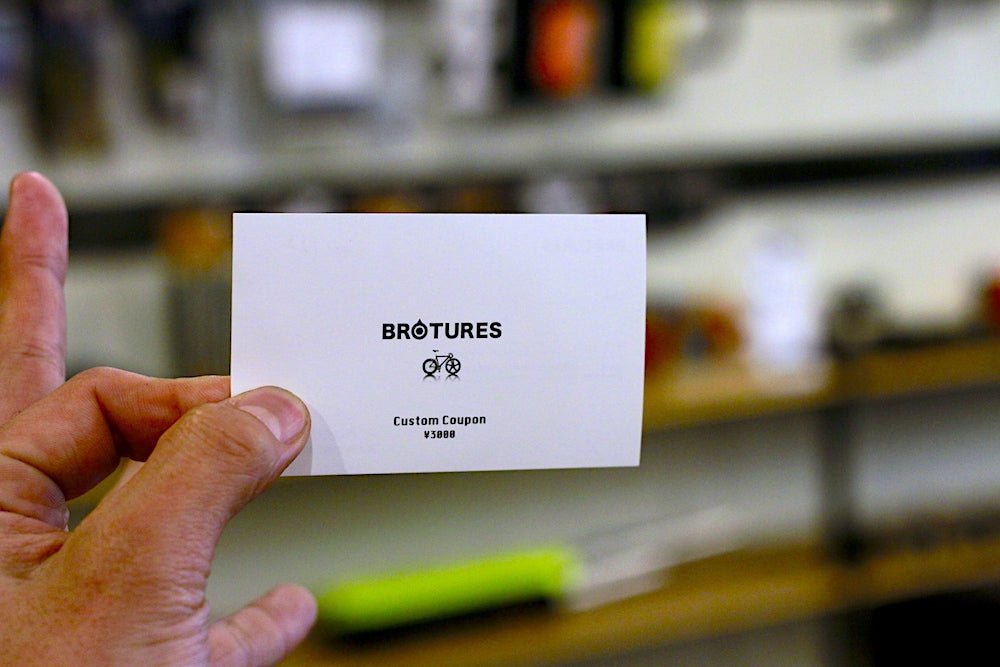 BROTURES
Custom Coupon
¥3000